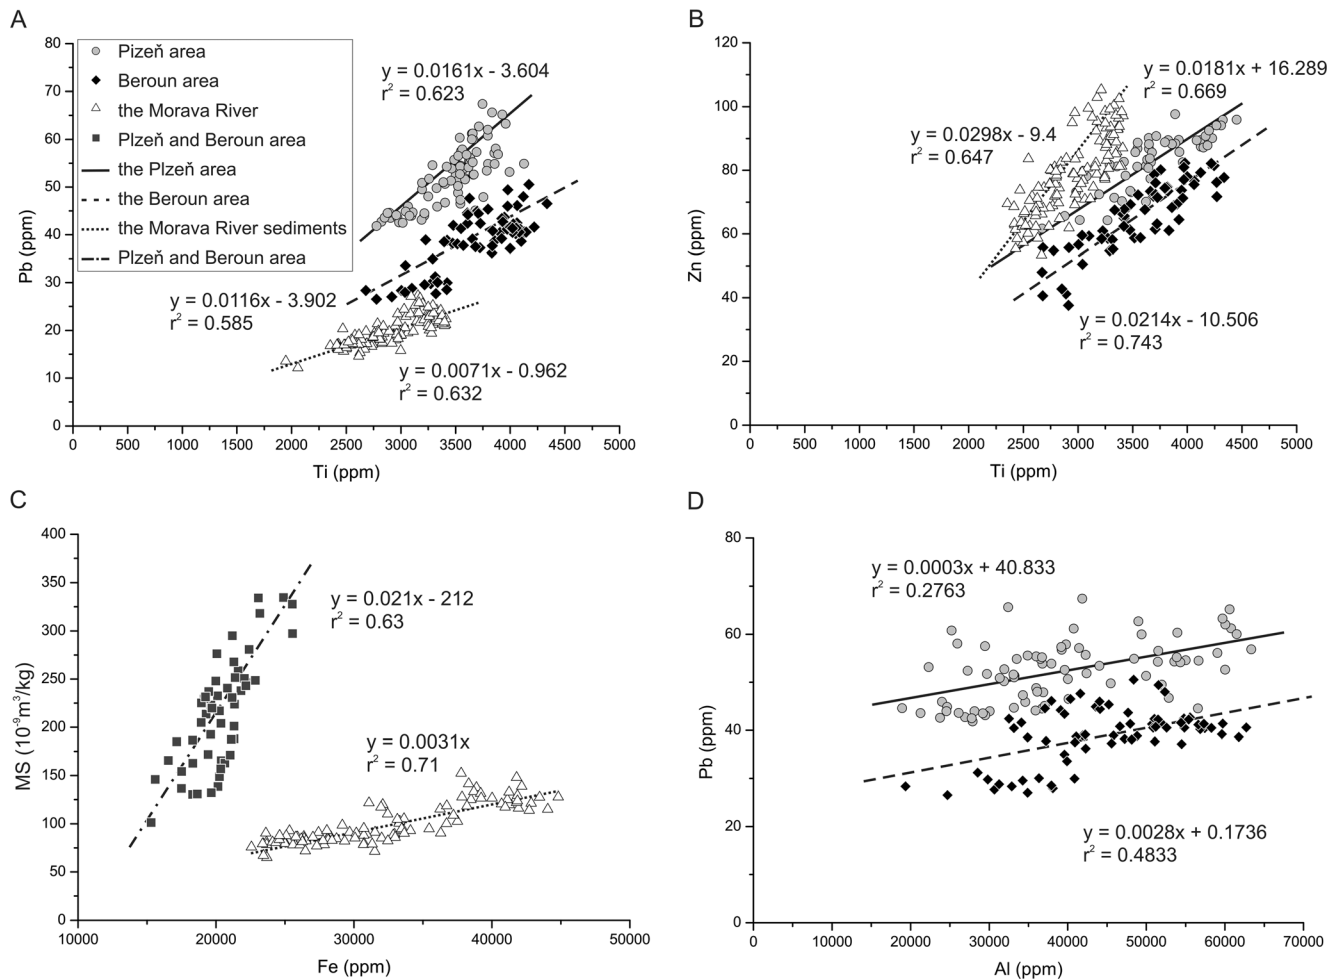 A
80
70
60
50
40
30
20
10
0
Pb (ppm)
Plzeň area
Beroun area
the Morava River
Plzeň and Beroun area
the Plzeň area
the Beroun area
the Morava River sediments
Plzeň and Beroun area
y = 0.0161x - 3.604
r² = 0.623
y = 0.0116x - 3.902
r² = 0.585
y = 0.0071x - 0.962
r² = 0.632
0 500 1000 1500 2000 2500 3000 3500 4000 4500 5000
Ti (ppm)
B
120
100
80
60
40
20
0
Zn (ppm)
y = 0.0181x + 16.289
r² = 0.669
y = 0.0298x - 9.4
r² = 0.647
y = 0.0214x - 10.506
r² = 0.743
0 500 1000 1500 2000 2500 3000 3500 4000 4500 5000
Ti (ppm)
C
400
350
300
250
200
150
100
50
0
MS (10⁻⁹m³/kg)
y = 0.021x - 212
r² = 0.63
y = 0.0031x
r² = 0.71
10000 20000 30000 40000 50000
Fe (ppm)
D
80
60
40
20
0
Pb (ppm)
y = 0.0003x + 40.833
r² = 0.2763
y = 0.0028x + 0.1736
r² = 0.4833
0 10000 20000 30000 40000 50000 60000 70000
Al (ppm)